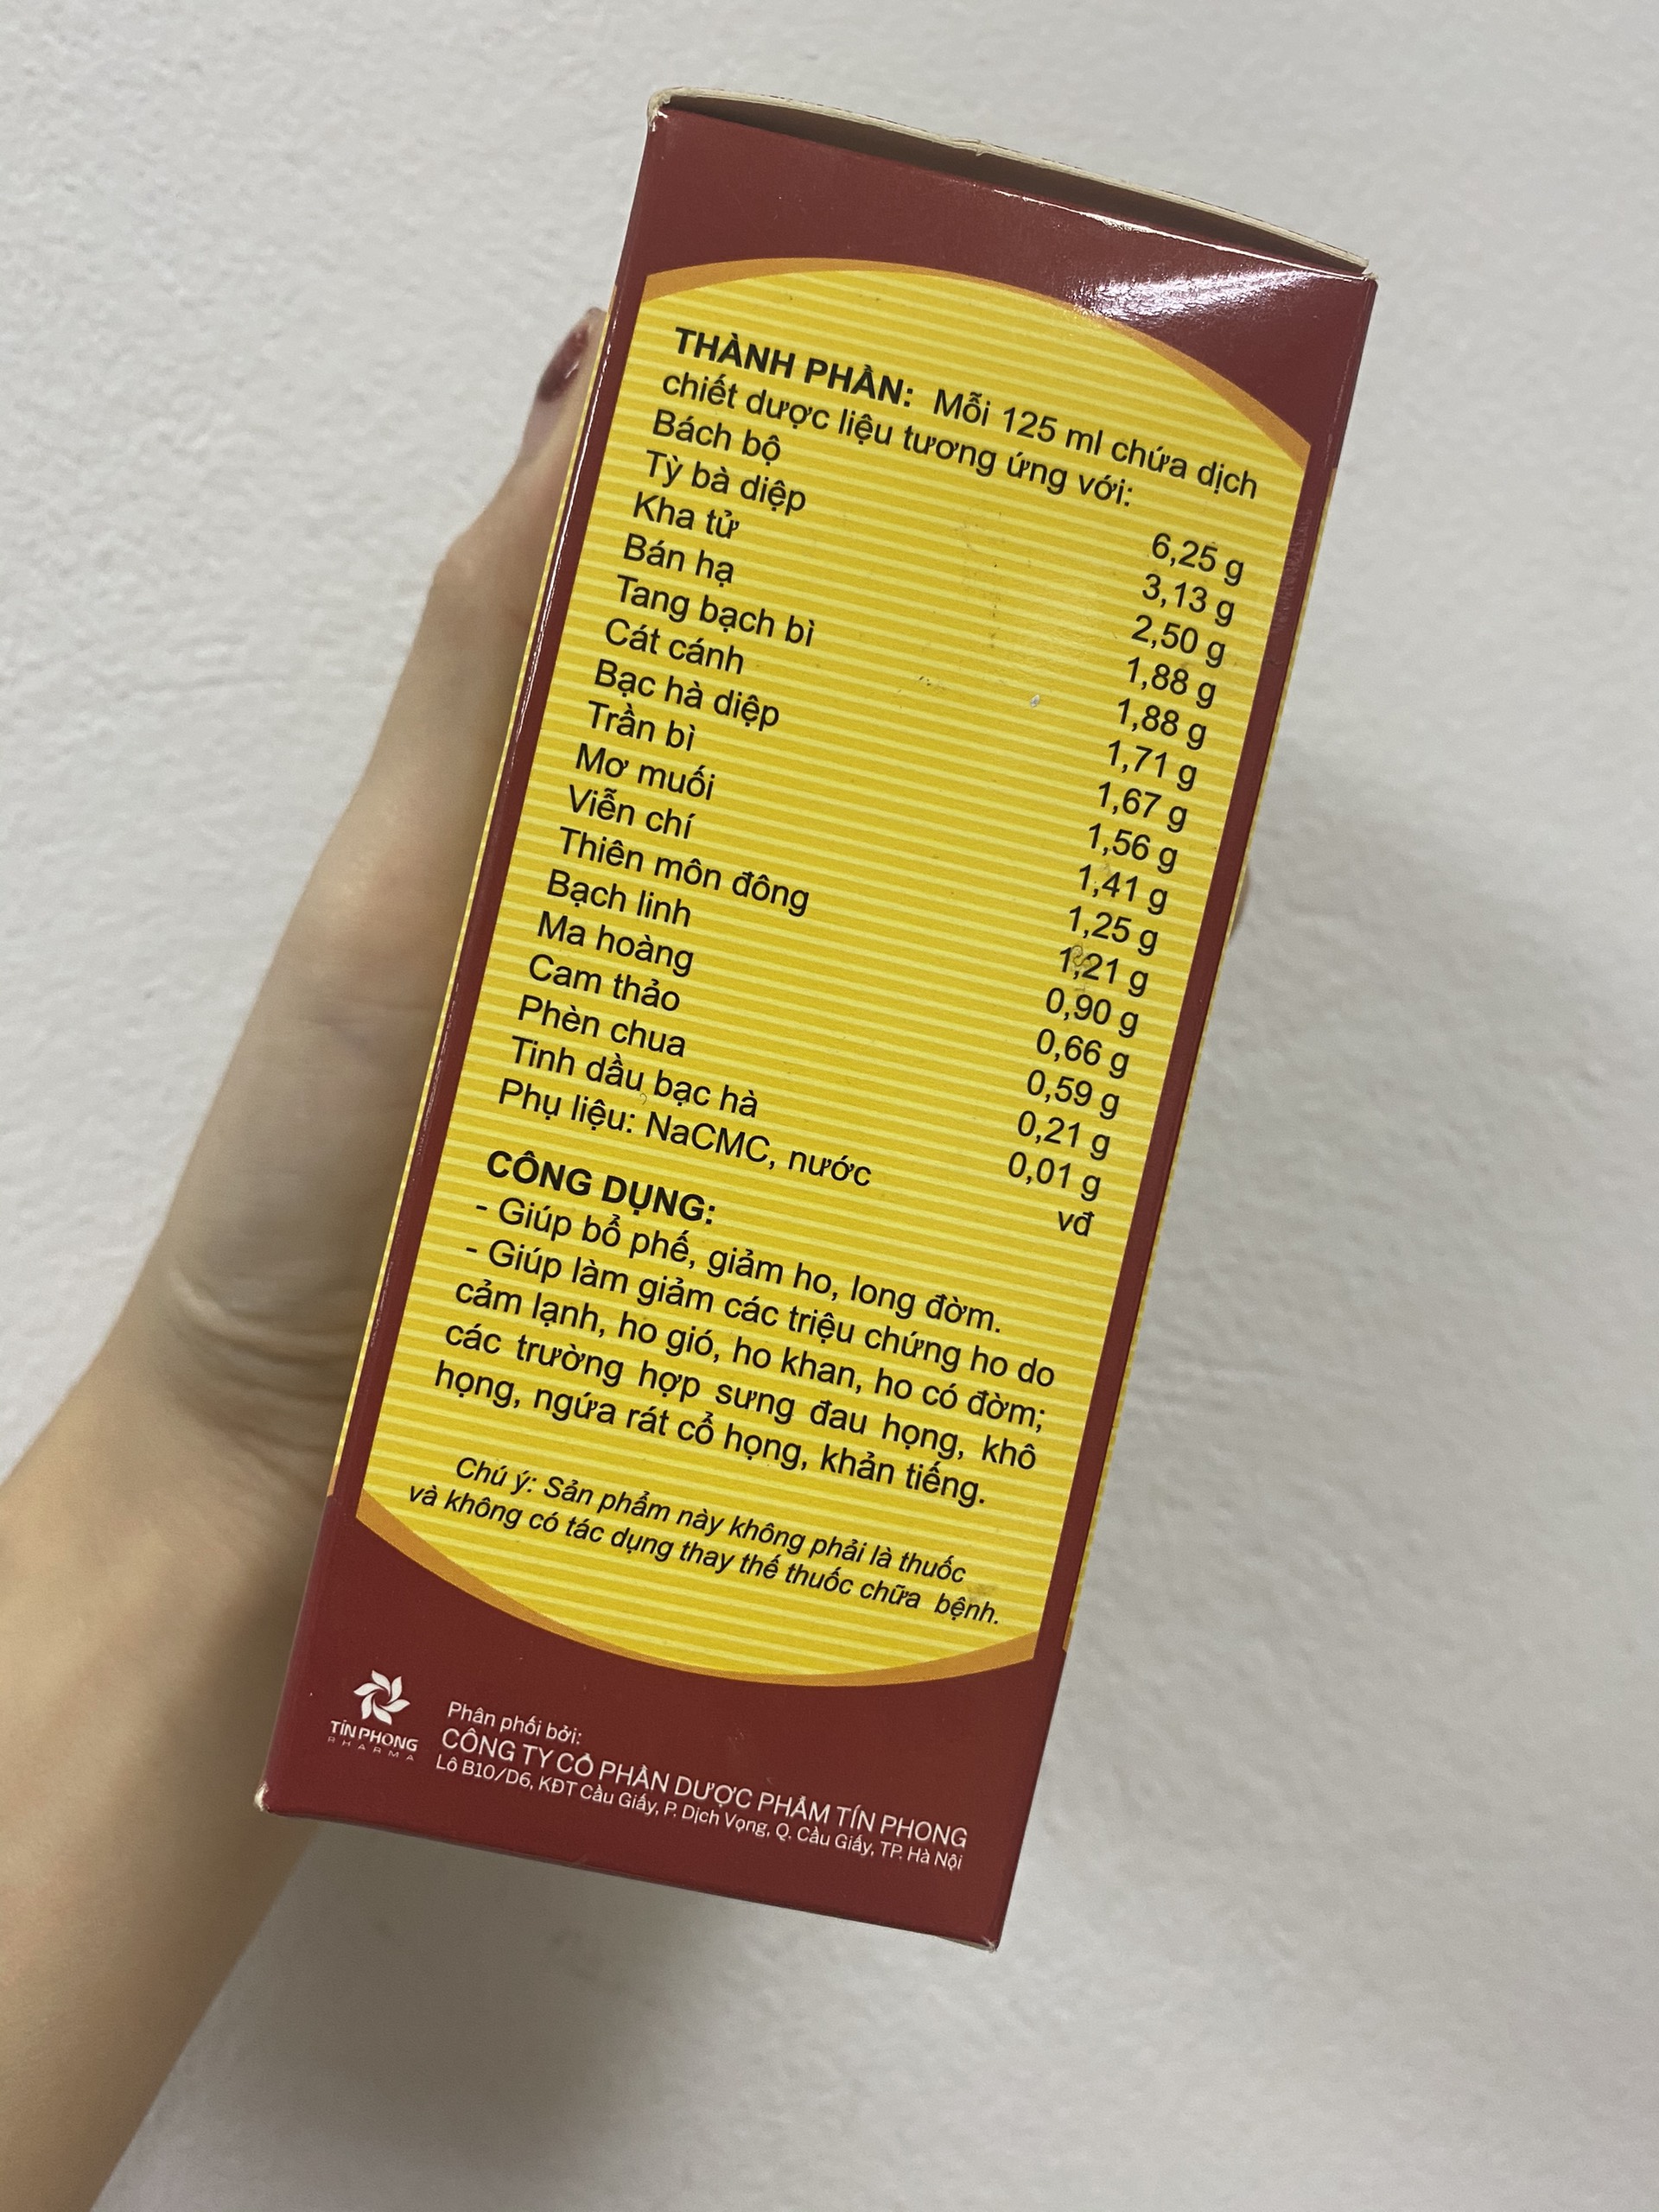 THÀNH PHẦN: Mỗi 125 ml chứa dịch
chiết dược liệu tương ứng với:
Bách bộ 6,25 g
Tỳ bà diệp 3,13 g
Kha tử 2,50 g
Bán hạ 1,88 g
Tang bạch bì 1,88 g
Cát cánh 1,71 g
Bạc hà diệp 1,67 g
Trần bì 1,56 g
Mơ muối 1,41 g
Viễn chí 1,25 g
Thiên môn đông 1,21 g
Bạch linh 0,90 g
Ma hoàng 0,66 g
Cam thảo 0,59 g
Phèn chua 0,21 g
Tinh dầu bạc hà 0,01 g
Phụ liệu: NaCMC, nước vđ
CÔNG DỤNG:
- Giúp bổ phế, giảm ho, long đờm.
- Giúp làm giảm các triệu chứng ho do
cảm lạnh, ho gió, ho khan, ho có đờm;
các trường hợp sưng đau họng, khô
họng, ngứa rát cổ họng, khản tiếng.
Chú ý: Sản phẩm này không phải là thuốc
và không có tác dụng thay thế thuốc chữa bệnh.
TÍN PHONG
PHARMA
Phân phối bởi:
CÔNG TY CỔ PHẦN DƯỢC PHẨM TÍN PHONG
Lô B10/D6, KĐT Cầu Giấy, P. Dịch Vọng, Q. Cầu Giấy, TP. Hà Nội